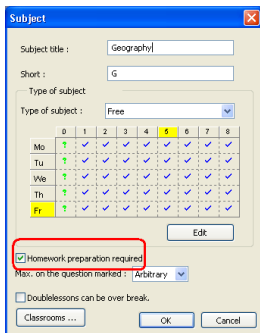 Subject
Subject title : Geography
Short : G
Type of subject
Type of subject : Free
0 1 2 3 4 5 6 7 8
Mo ?
Tu ?
We ?
Th ?
Fr ?
Edit
Homework preparation required
Max. on the question marked : Arbitrary
Doublelessons can be over break.
Classrooms ... OK Cancel